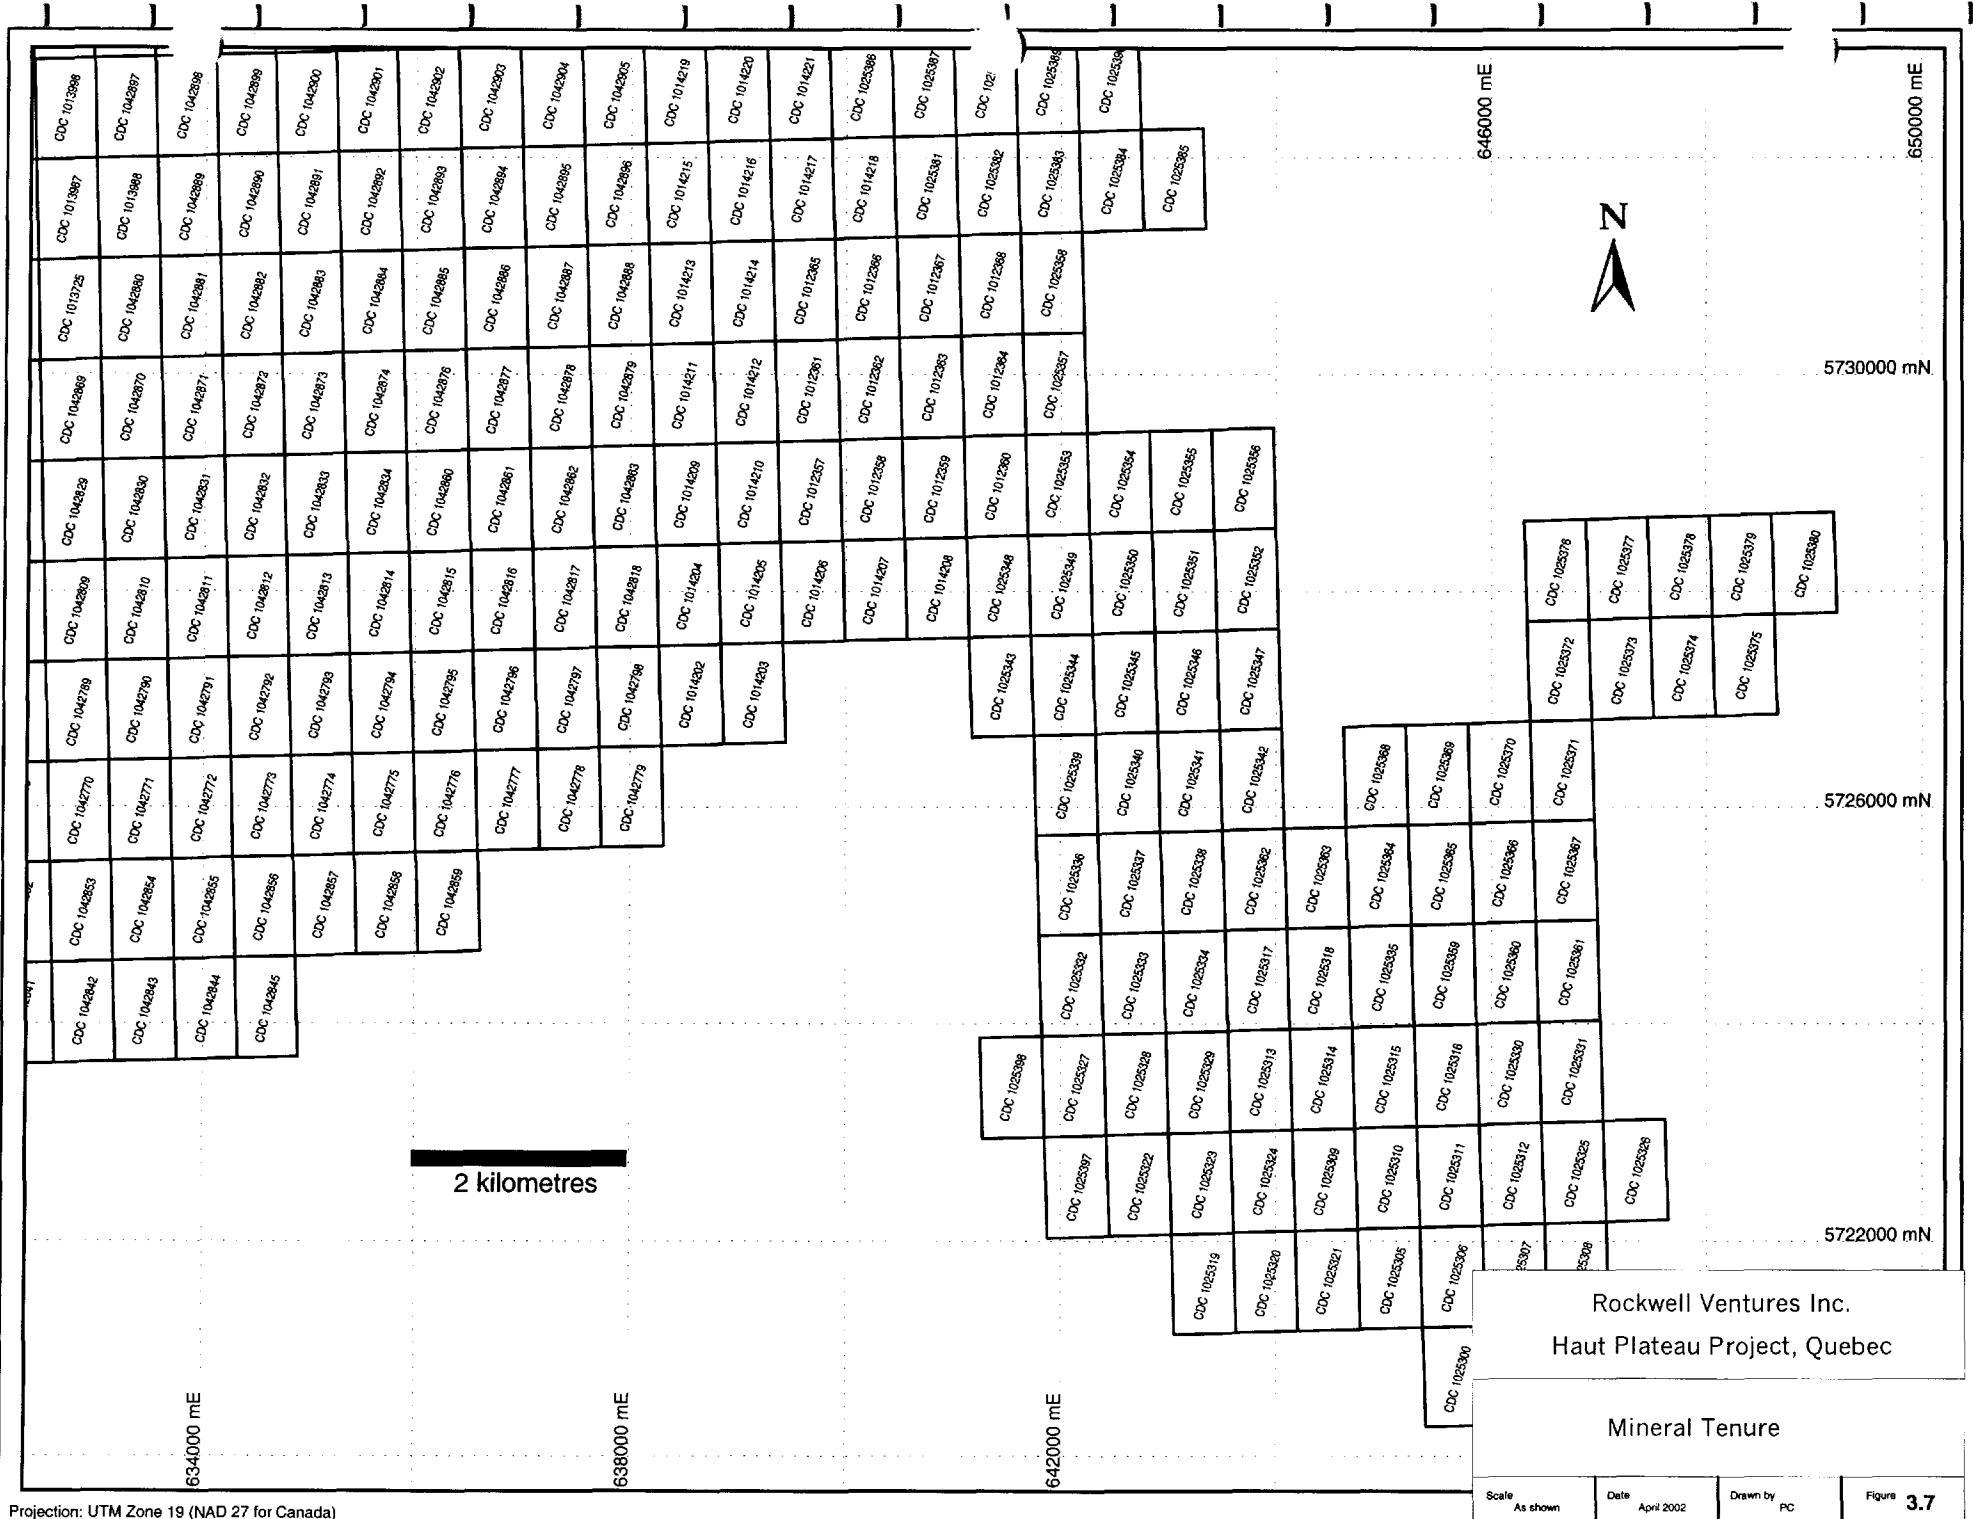 CDC 1013998
CDC 1042897
CDC 1042898
CDC 1042899
CDC 1042900
CDC 1042901
CDC 1042902
CDC 1042903
CDC 1042904
CDC 1042905
CDC 1014219
CDC 1014220
CDC 1014221
CDC 1025386
CDC 1025387
CDC 102
CDC 1025389
CDC 102539
646000 mE
650000 mE
CDC 1013987
CDC 1013988
CDC 1042889
CDC 1042890
CDC 1042891
CDC 1042892
CDC 1042893
CDC 1042894
CDC 1042895
CDC 1042896
CDC 1014215
CDC 1014216
CDC 1014217
CDC 1014218
CDC 1025381
CDC 1025382
CDC 1025383
CDC 1025384
CDC 1025385
N
CDC 1013725
CDC 1042880
CDC 1042881
CDC 1042882
CDC 1042883
CDC 1042884
CDC 1042885
CDC 1042886
CDC 1042887
CDC 1042888
CDC 1014213
CDC 1014214
CDC 1012365
CDC 1012366
CDC 1012367
CDC 1012368
CDC 1025358
CDC 1042869
CDC 1042870
CDC 1042871
CDC 1042872
CDC 1042873
CDC 1042874
CDC 1042876
CDC 1042877
CDC 1042878
CDC 1042879
CDC 1014211
CDC 1014212
CDC 1012361
CDC 1012362
CDC 1012363
CDC 1012364
CDC 1025357
5730000 mN
CDC 1042829
CDC 1042830
CDC 1042831
CDC 1042832
CDC 1042833
CDC 1042834
CDC 1042860
CDC 1042861
CDC 1042862
CDC 1042863
CDC 1014209
CDC 1014210
CDC 1012357
CDC 1012358
CDC 1012359
CDC 1012360
CDC 1025353
CDC 1025354
CDC 1025355
CDC 1025356
CDC 1042809
CDC 1042810
CDC 1042811
CDC 1042812
CDC 1042813
CDC 1042814
CDC 1042815
CDC 1042816
CDC 1042817
CDC 1042818
CDC 1014204
CDC 1014205
CDC 1014206
CDC 1014207
CDC 1014208
CDC 1025348
CDC 1025349
CDC 1025350
CDC 1025351
CDC 1025352
CDC 1025376
CDC 1025377
CDC 1025378
CDC 1025379
CDC 1025380
CDC 1042789
CDC 1042790
CDC 1042791
CDC 1042792
CDC 1042793
CDC 1042794
CDC 1042795
CDC 1042796
CDC 1042797
CDC 1042798
CDC 1014202
CDC 1014203
CDC 1025343
CDC 1025344
CDC 1025345
CDC 1025346
CDC 1025347
CDC 1025372
CDC 1025373
CDC 1025374
CDC 1025375
CDC 1042770
CDC 1042771
CDC 1042772
CDC 1042773
CDC 1042774
CDC 1042775
CDC 1042776
CDC 1042777
CDC 1042778
CDC 1042779
CDC 1025339
CDC 1025340
CDC 1025341
CDC 1025342
CDC 1025368
CDC 1025369
CDC 1025370
CDC 1025371
5726000 mN
CDC 1042853
CDC 1042854
CDC 1042855
CDC 1042856
CDC 1042857
CDC 1042858
CDC 1042859
CDC 1025336
CDC 1025337
CDC 1025338
CDC 1025362
CDC 1025363
CDC 1025364
CDC 1025365
CDC 1025366
CDC 1025367
CDC 1042842
CDC 1042843
CDC 1042844
CDC 1042845
CDC 1025332
CDC 1025333
CDC 1025334
CDC 1025317
CDC 1025318
CDC 1025335
CDC 1025359
CDC 1025360
CDC 1025361
CDC 1025398
CDC 1025327
CDC 1025328
CDC 1025329
CDC 1025313
CDC 1025314
CDC 1025315
CDC 1025316
CDC 1025330
CDC 1025331
2 kilometres
CDC 1025397
CDC 1025322
CDC 1025323
CDC 1025324
CDC 1025309
CDC 1025310
CDC 1025311
CDC 1025312
CDC 1025325
CDC 1025326
5722000 mN
CDC 1025319
CDC 1025320
CDC 1025321
CDC 1025305
CDC 1025306
25307
25308
CDC 1025300
634000 mE
638000 mE
642000 mE
Rockwell Ventures Inc.
Haut Plateau Project, Quebec
Mineral Tenure
Scale As shown
Date April 2002
Drawn by PC
Figure 3.7
Projection: UTM Zone 19 (NAD 27 for Canada)